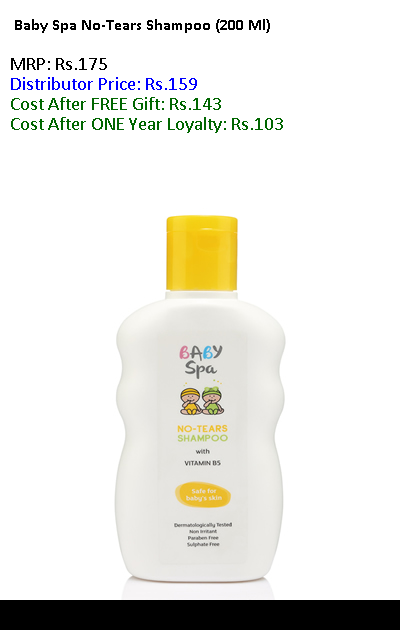 Baby Spa No-Tears Shampoo (200 Ml)
MRP: Rs.175
Distributor Price: Rs.159
Cost After FREE Gift: Rs.143
Cost After ONE Year Loyalty: Rs.103
BABY
Spa
NO-TEARS
SHAMPOO
with
VITAMIN B5
Safe for
baby's skin
Dermatologically Tested
Non Irritant
Paraben Free
Sulphate Free